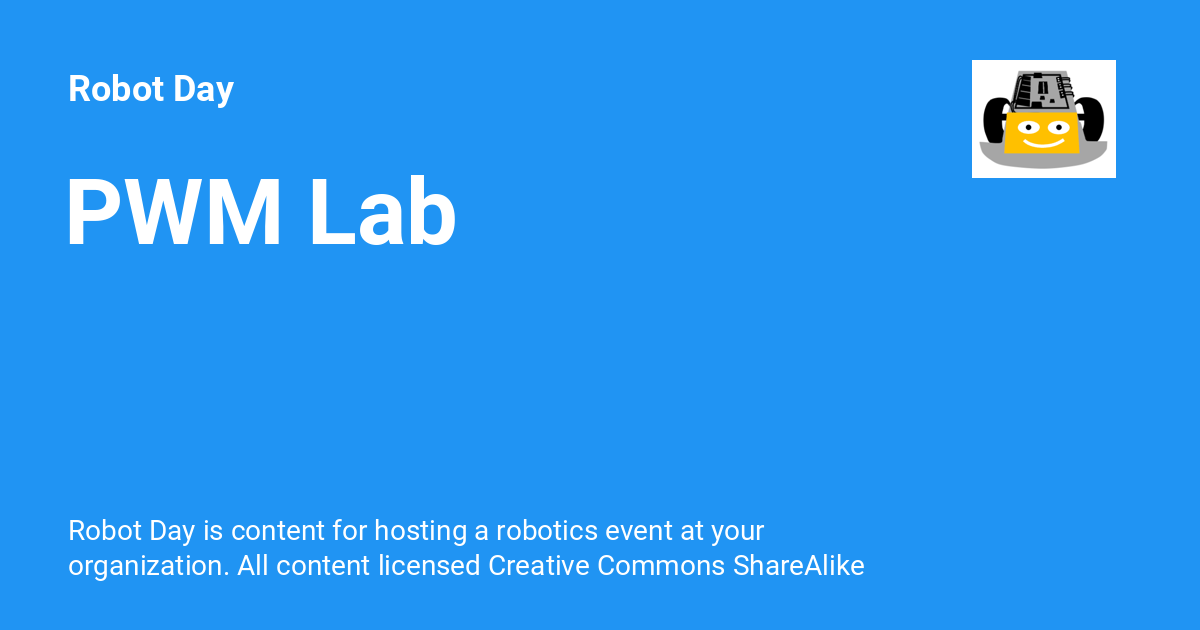 Robot Day
PWM Lab
Robot Day is content for hosting a robotics event at your
organization. All content licensed Creative Commons ShareAlike